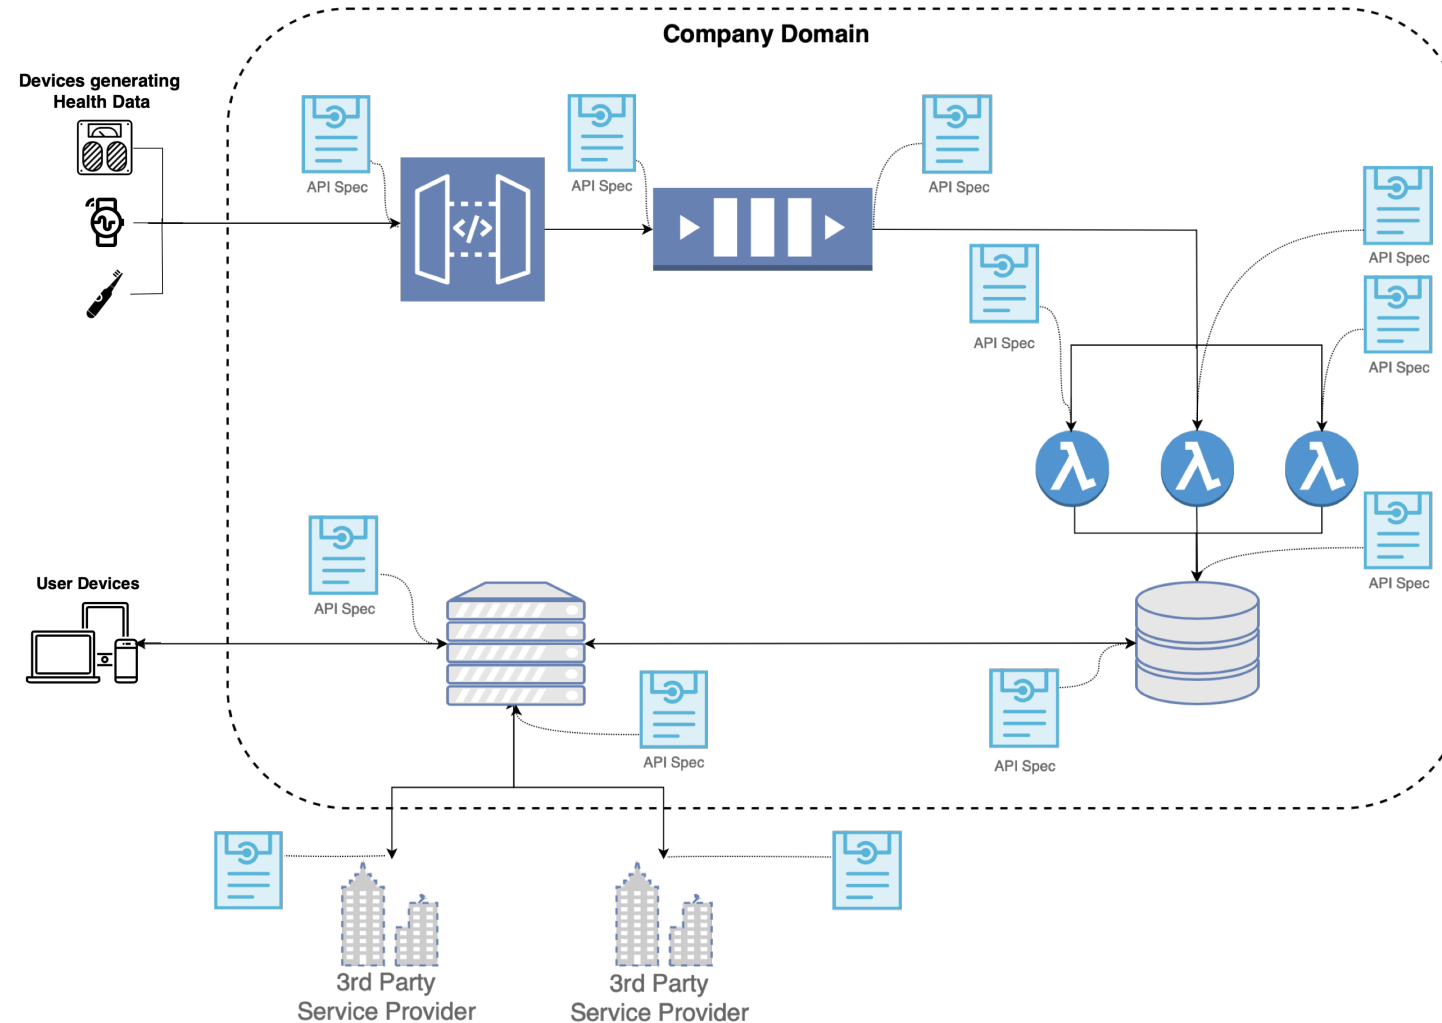 Company Domain
Devices generating
Health Data
API Spec
API Spec
API Spec
API Spec
API Spec
API Spec
</>
λ
λ
λ
API Spec
API Spec
User Devices
API Spec
API Spec
3rd Party
Service Provider
3rd Party
Service Provider